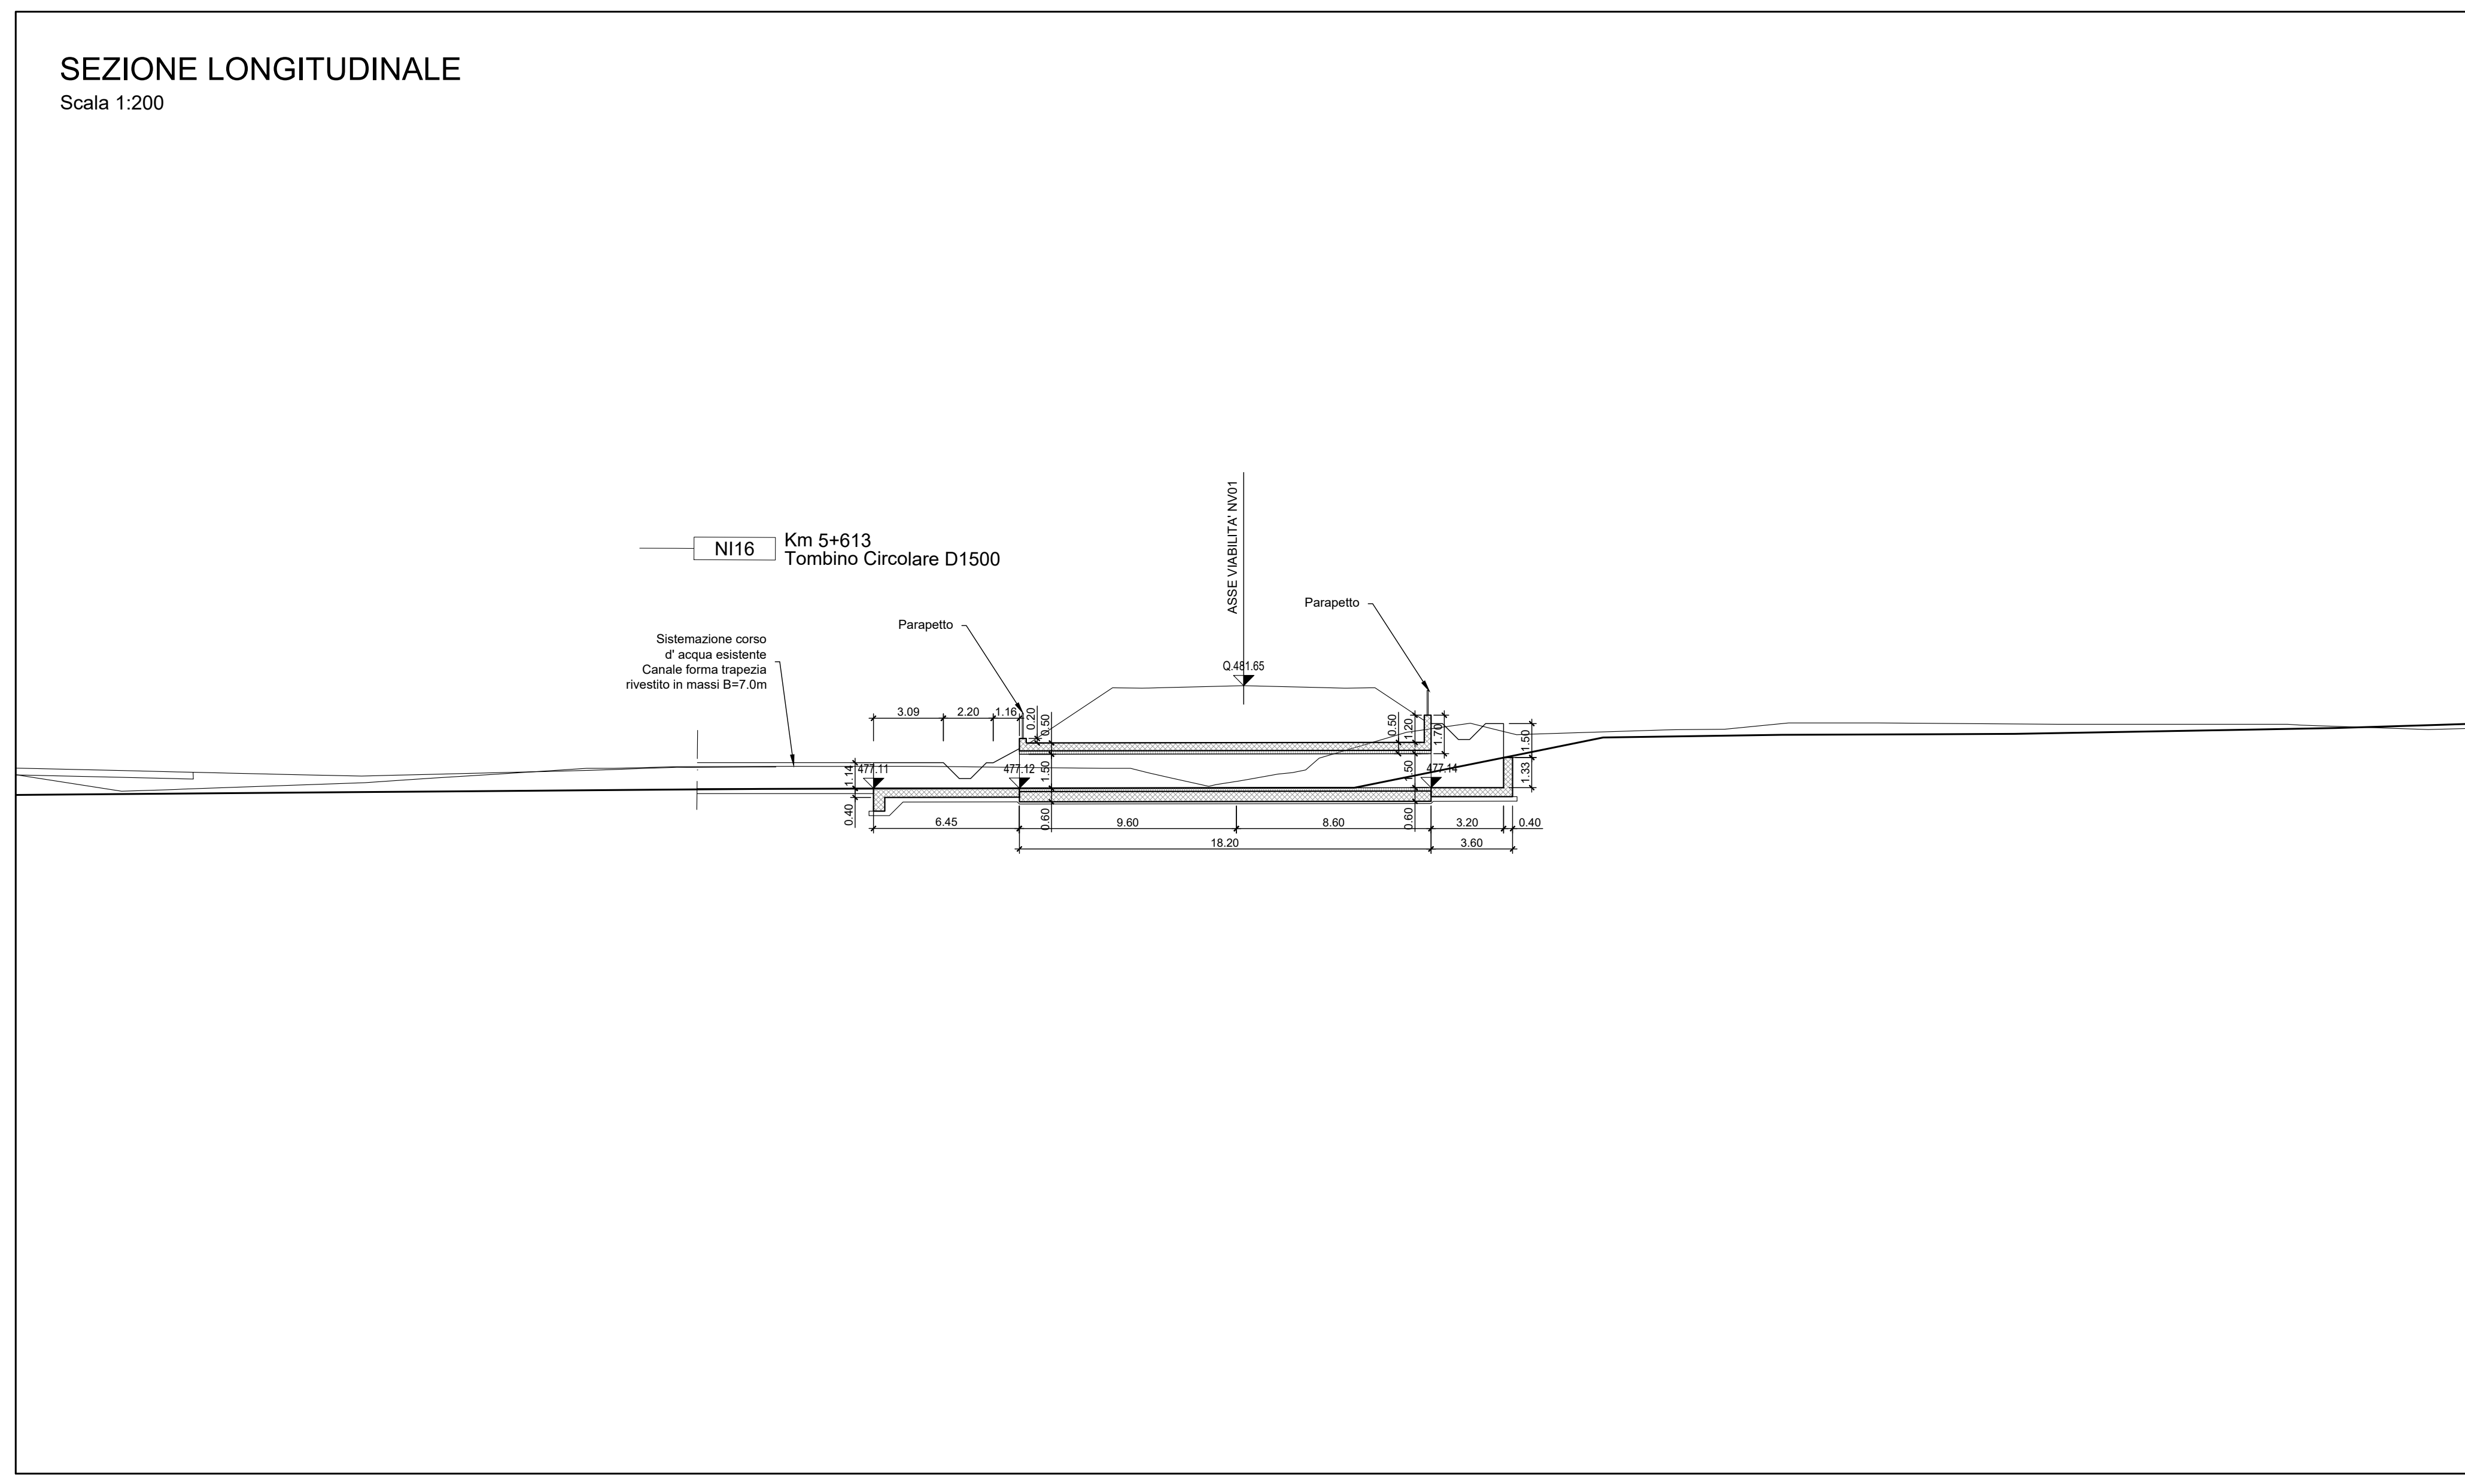 SEZIONE LONGITUDINALE
Scala 1:200
ASSE VIABILITA' NV01
NI16
Km 5+613
Tombino Circolare D1500
Parapetto
Parapetto
Sistemazione corso
d' acqua esistente
Canale forma trapezia
rivestito in massi B=7.0m
Q.481.65
3.09
2.20
1.16
0.20
0.50
0.50
1.20
1.70
1.50
1.14
477.11
477.12
1.50
1.50
477.14
1.33
0.40
6.45
0.60
9.60
8.60
0.60
3.20
0.40
18.20
3.60